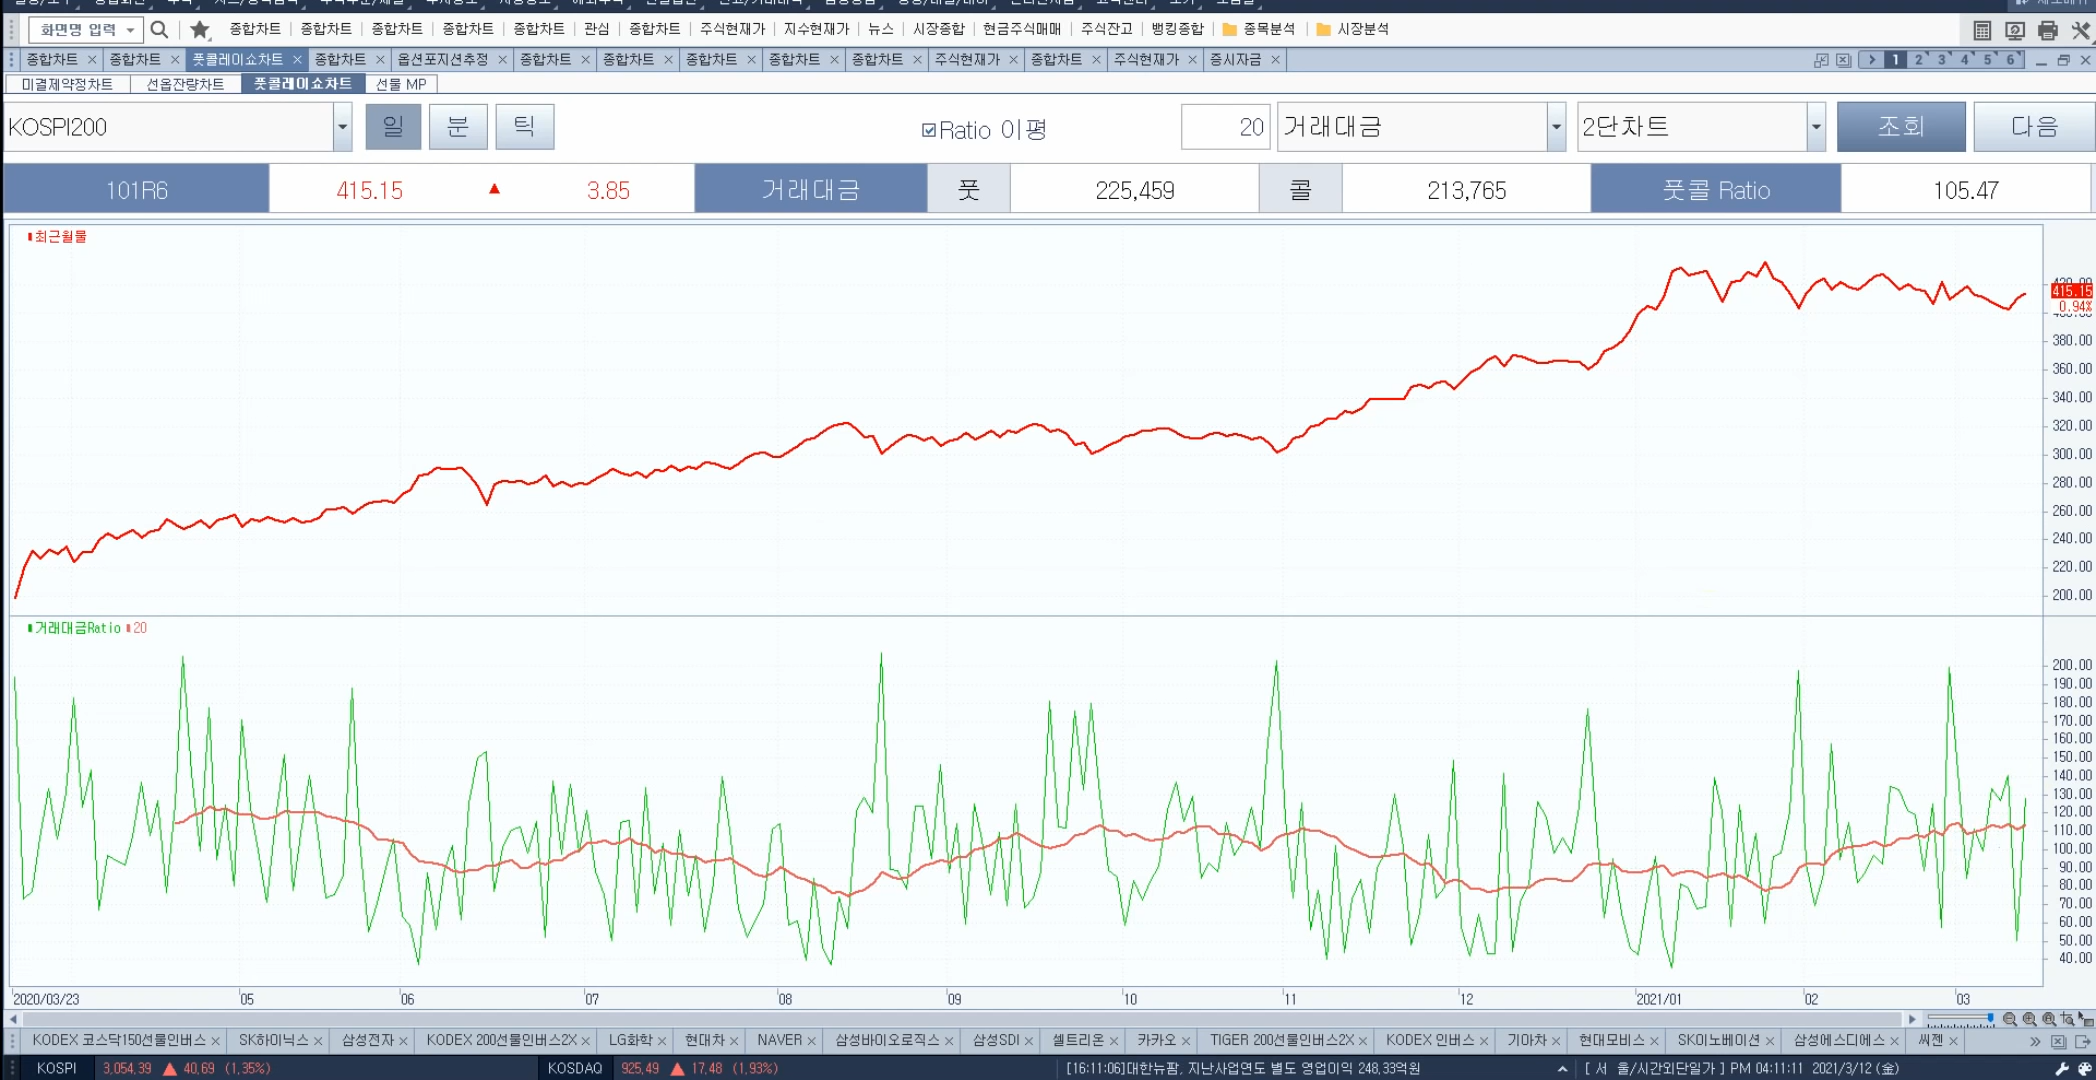 화면명 입력 종합차트 종합차트 종합차트 종합차트 종합차트 관심 종합차트 주식현재가 지수현재가 뉴스 시장종합 현금주식매매 주식잔고 뱅킹종합 종목분석 시장분석
종합차트 × 종합차트 × 풋콜레이쇼차트 × 종합차트 × 옵션포지션추정 × 종합차트 × 종합차트 × 종합차트 × 종합차트 × 종합차트 × 주식현재가 × 종합차트 × 주식현재가 × 증시자금 × 1 2 3 4 5 6
미결제약정차트 선옵잔량차트 풋콜레이쇼차트 선물 MP
KOSPI200 일 분 틱 Ratio 이평 20 거래대금 2단차트 조회 다음
101R6 415.15 ▲ 3.85 거래대금 풋 225,459 콜 213,765 풋콜 Ratio 105.47
최근월물
415.15
0.94%
380.00
360.00
340.00
320.00
300.00
280.00
260.00
240.00
220.00
200.00
거래대금Ratio 20
200.00
190.00
180.00
170.00
160.00
150.00
140.00
130.00
120.00
110.00
100.00
90.00
80.00
70.00
60.00
50.00
40.00
2020/03/23 05 06 07 08 09 10 11 12 2021/01 02 03
KODEX 코스닥150선물인버스 × SK하이닉스 × 삼성전자 × KODEX 200선물인버스2X × LG화학 × 현대차 × NAVER × 삼성바이오로직스 × 삼성SDI × 셀트리온 × 카카오 × TIGER 200선물인버스2X × KODEX 인버스 × 기아차 × 현대모비스 × SK이노베이션 × 삼성에스디에스 × 씨젠 ×
KOSPI 3,054.39 ▲ 40.69 (1.35%) KOSDAQ 925.49 ▲ 17.48 (1.93%) [16:11:06]대한뉴팜, 지난사업연도 별도 영업이익 248.33억원 [ 서 울/시간외단일가 ] PM 04:11:11 2021/3/12 (金)